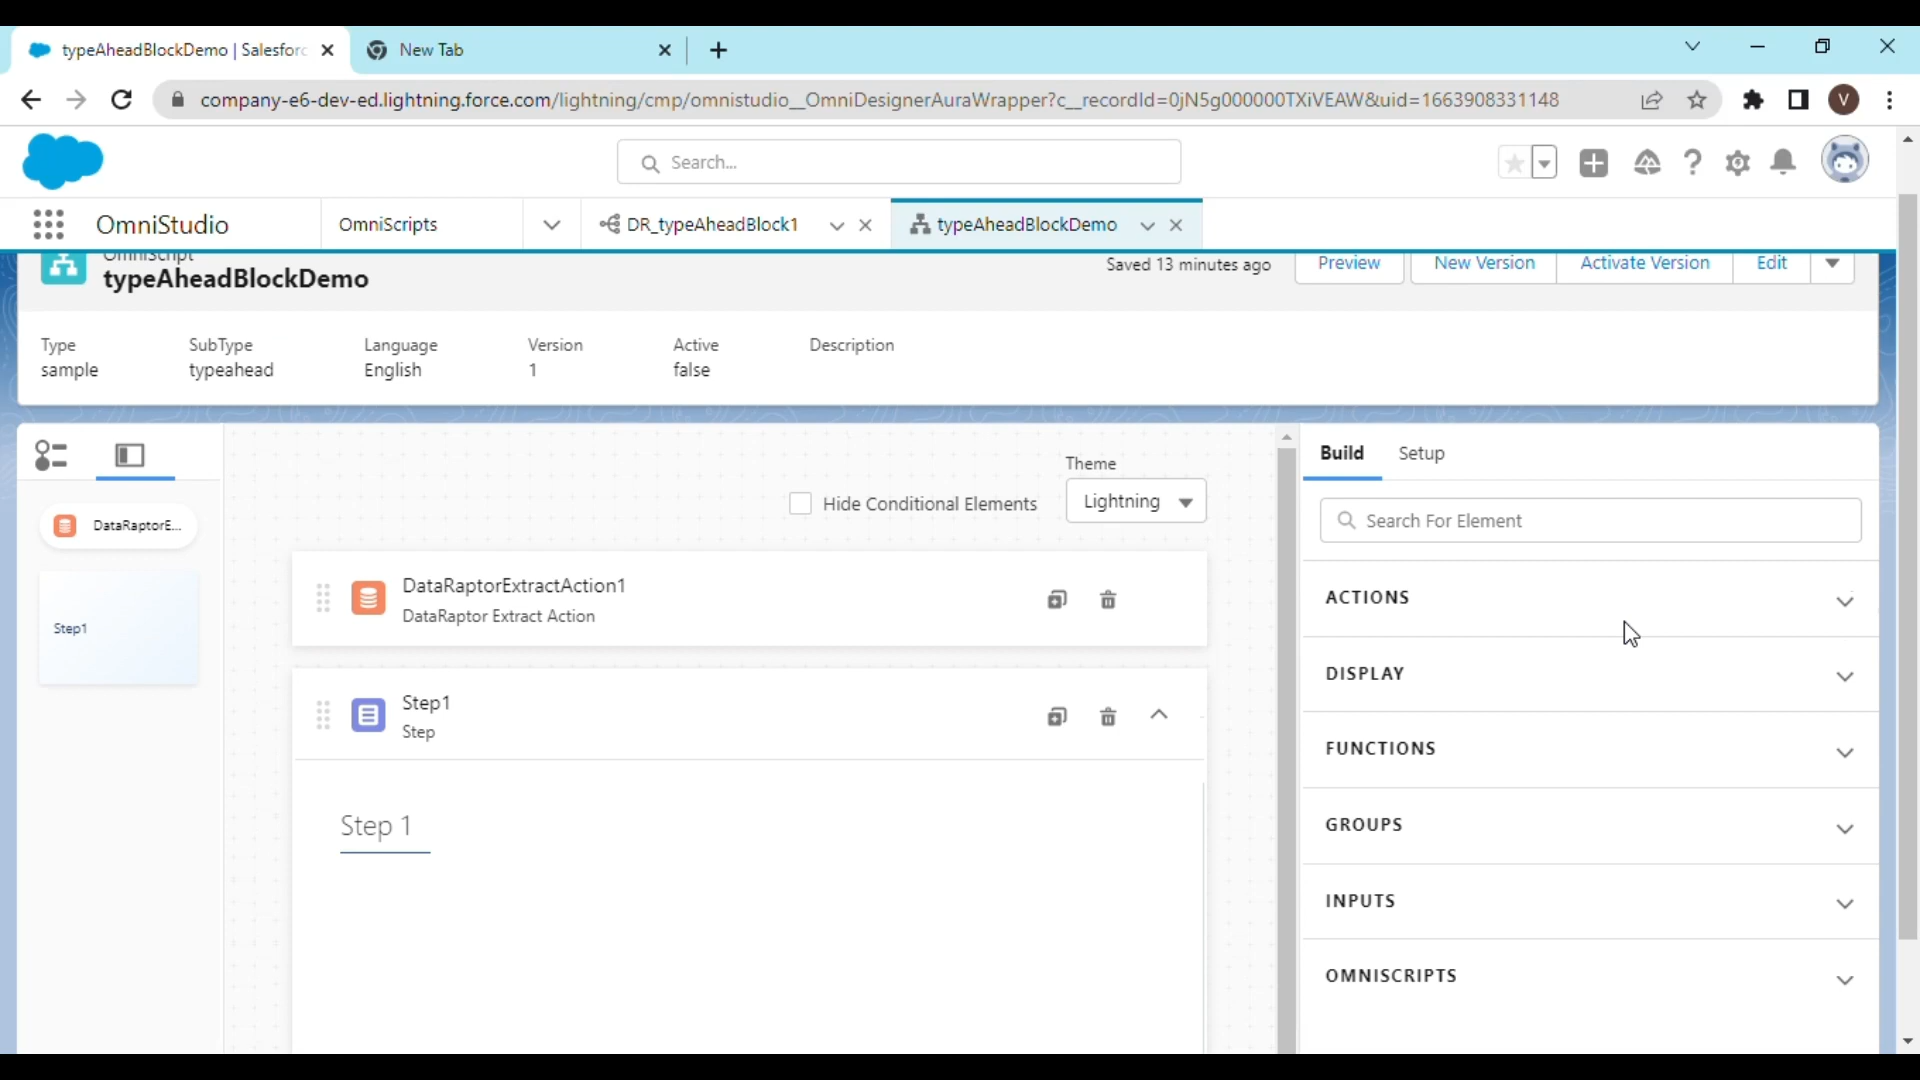 typeAheadBlockDemo | Salesforc
New Tab
company-e6-dev-ed.lightning.force.com/lightning/cmp/omnistudio__OmniDesignerAuraWrapper?c__recordId=0jN5g000000TXiVEAW&uid=1663908331148
V
Search...
OmniStudio
OmniScripts
DR_typeAheadBlock1
typeAheadBlockDemo
OmniScript
typeAheadBlockDemo
Saved 13 minutes ago
Preview
New Version
Activate Version
Edit
Type
SubType
Language
Version
Active
Description
sample
typeahead
English
1
false
Theme
Hide Conditional Elements
Lightning
DataRaptorE...
Step1
DataRaptorExtractAction1
DataRaptor Extract Action
Step1
Step
Step 1
Build
Setup
Search For Element
ACTIONS
DISPLAY
FUNCTIONS
GROUPS
INPUTS
OMNISCRIPTS